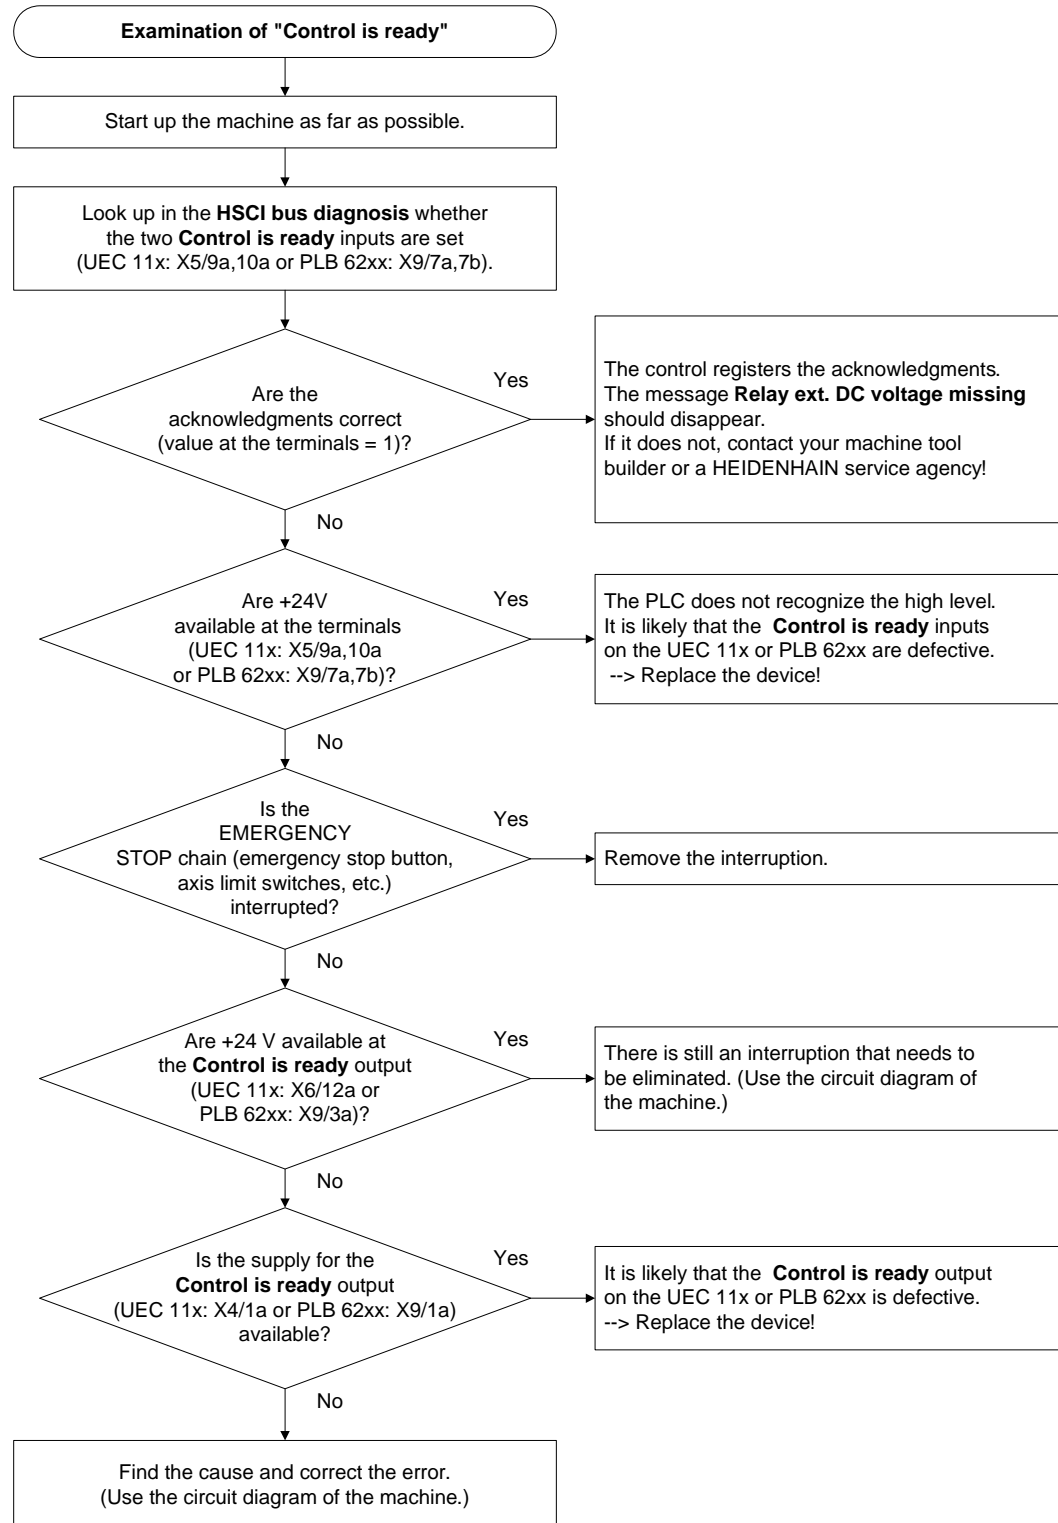 Examination of "Control is ready"
Start up the machine as far as possible.
Look up in the HSCI bus diagnosis whether
the two Control is ready inputs are set
(UEC 11x: X5/9a,10a or PLB 62xx: X9/7a,7b).
Are the
acknowledgments correct
(value at the terminals = 1)?
Yes
The control registers the acknowledgments.
The message Relay ext. DC voltage missing
should disappear.
If it does not, contact your machine tool
builder or a HEIDENHAIN service agency!
No
Are +24V
available at the terminals
(UEC 11x: X5/9a,10a
or PLB 62xx: X9/7a,7b)?
Yes
The PLC does not recognize the high level.
It is likely that the Control is ready inputs
on the UEC 11x or PLB 62xx are defective.
--> Replace the device!
No
Is the
EMERGENCY
STOP chain (emergency stop button,
axis limit switches, etc.)
interrupted?
Yes
Remove the interruption.
No
Are +24 V available at
the Control is ready output
(UEC 11x: X6/12a or
PLB 62xx: X9/3a)?
Yes
There is still an interruption that needs to
be eliminated. (Use the circuit diagram of
the machine.)
No
Is the supply for the
Control is ready output
(UEC 11x: X4/1a or PLB 62xx: X9/1a)
available?
Yes
It is likely that the Control is ready output
on the UEC 11x or PLB 62xx is defective.
--> Replace the device!
No
Find the cause and correct the error.
(Use the circuit diagram of the machine.)